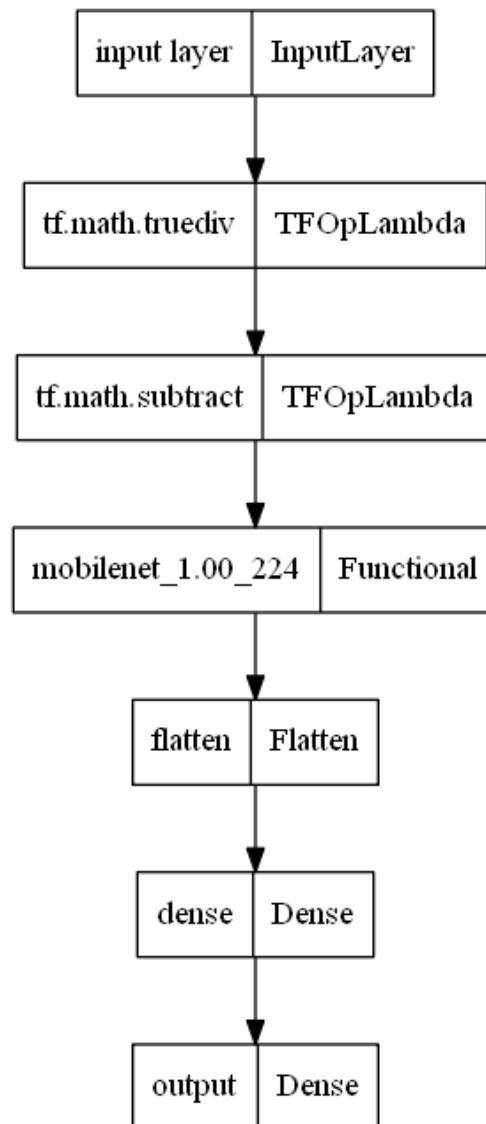 input layer InputLayer
tf.math.truediv TFOpLambda
tf.math.subtract TFOpLambda
mobilenet_1.00_224 Functional
flatten Flatten
dense Dense
output Dense